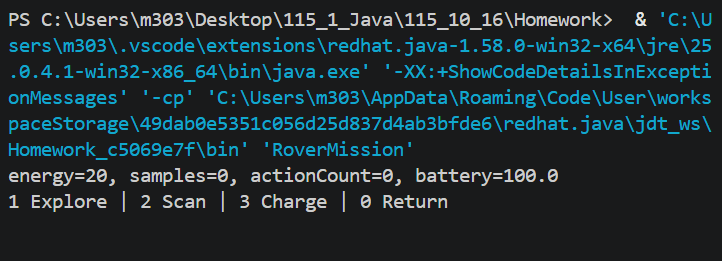 PS C:\Users\m303\Desktop\115_1_Java\115_10_16\Homework>  & 'C:\U
sers\m303\.vscode\extensions\redhat.java-1.58.0-win32-x64\jre\25
.0.4.1-win32-x86_64\bin\java.exe' '-XX:+ShowCodeDetailsInExcepti
onMessages' '-cp' 'C:\Users\m303\AppData\Roaming\Code\User\works
paceStorage\49dab0e5351c056d25d837d4ab3bfde6\redhat.java\jdt_ws\
Homework_c5069e7f\bin' 'RoverMission'
energy=20, samples=0, actionCount=0, battery=100.0
1 Explore | 2 Scan | 3 Charge | 0 Return